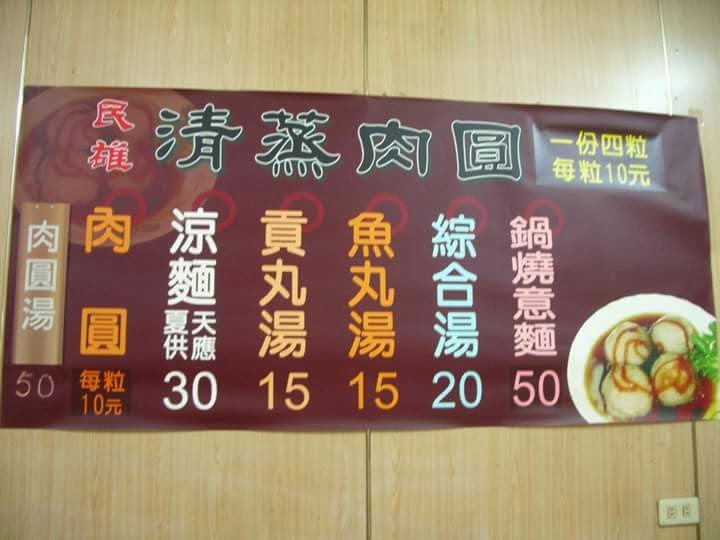 民雄
清蒸肉圓
一份四粒
每粒10元
肉圓湯
50
肉圓
每粒
10元
涼麵
夏天
供應
30
貢丸湯
15
魚丸湯
15
綜合湯
20
鍋燒意麵
50